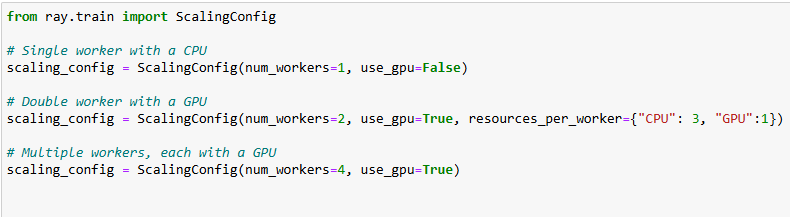 from ray.train import ScalingConfig
# Single worker with a CPU
scaling_config = ScalingConfig(num_workers=1, use_gpu=False)
# Double worker with a GPU
scaling_config = ScalingConfig(num_workers=2, use_gpu=True, resources_per_worker={"CPU": 3, "GPU":1})
# Multiple workers, each with a GPU
scaling_config = ScalingConfig(num_workers=4, use_gpu=True)